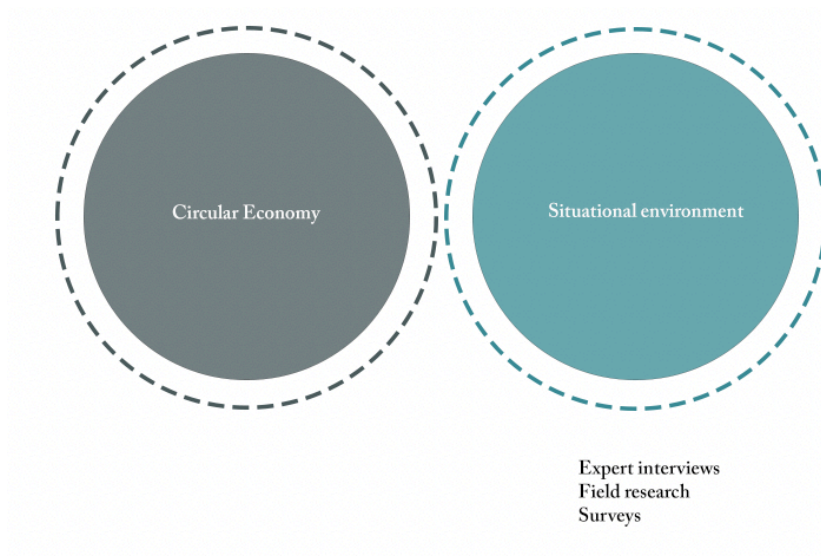 Circular Economy
Situational environment
Expert interviews
Field research
Surveys